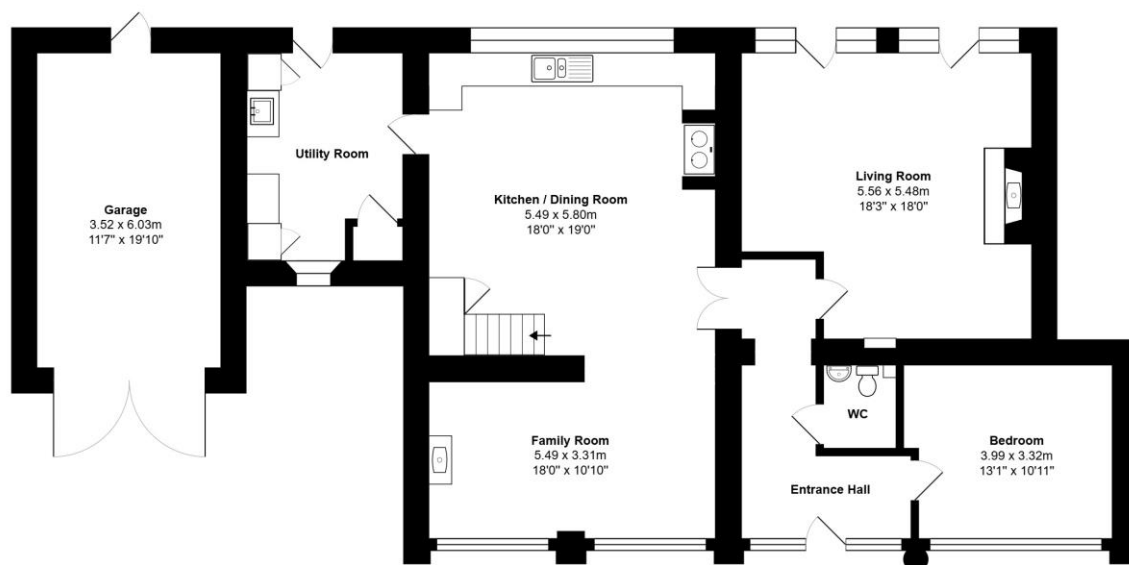 Garage
3.52 x 6.03m
11'7" x 19'10"
Utility Room
Kitchen / Dining Room
5.49 x 5.80m
18'0" x 19'0"
Living Room
5.56 x 5.48m
18'3" x 18'0"
Family Room
5.49 x 3.31m
18'0" x 10'10"
WC
Entrance Hall
Bedroom
3.99 x 3.32m
13'1" x 10'11"